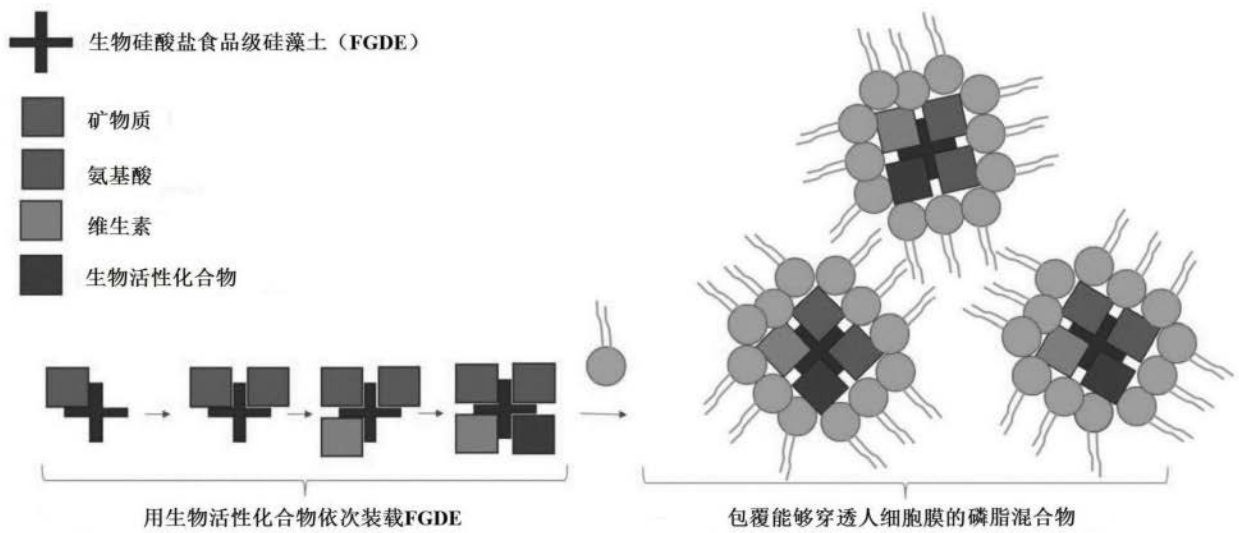 生物硅酸盐食品级硅藻土（FGDE）
矿物质
氨基酸
维生素
生物活性化合物
用生物活性化合物依次装载FGDE
包覆能够穿透人细胞膜的磷脂混合物